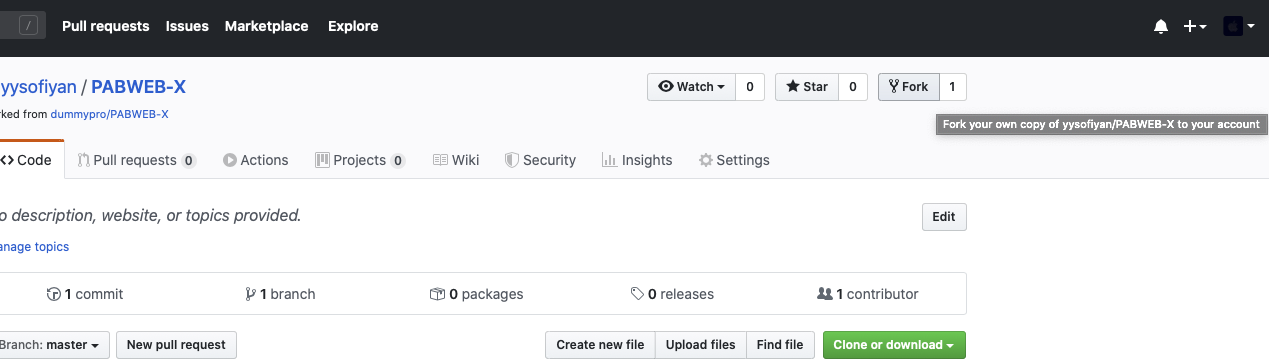 / Pull requests Issues Marketplace Explore
yysofiyan / PABWEB-X Watch 0 Star 0 Fork 1
rked from dummypro/PABWEB-X
Fork your own copy of yysofiyan/PABWEB-X to your account
<> Code Pull requests 0 Actions Projects 0 Wiki Security Insights Settings
o description, website, or topics provided. Edit
anage topics
1 commit 1 branch 0 packages 0 releases 1 contributor
Branch: master New pull request Create new file Upload files Find file Clone or download